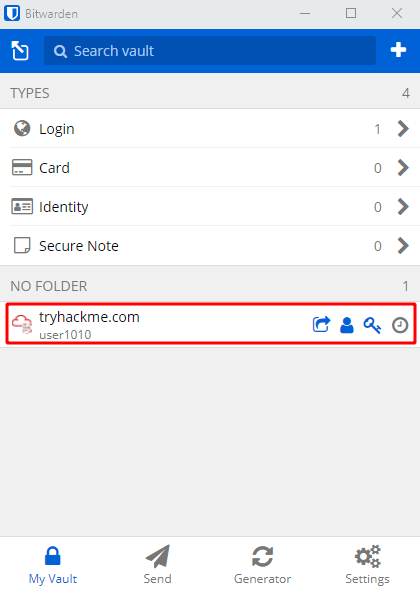 Bitwarden
Search vault
TYPES 4
Login 1
Card 0
Identity 0
Secure Note 0
NO FOLDER 1
tryhackme.com
user1010
My Vault Send Generator Settings